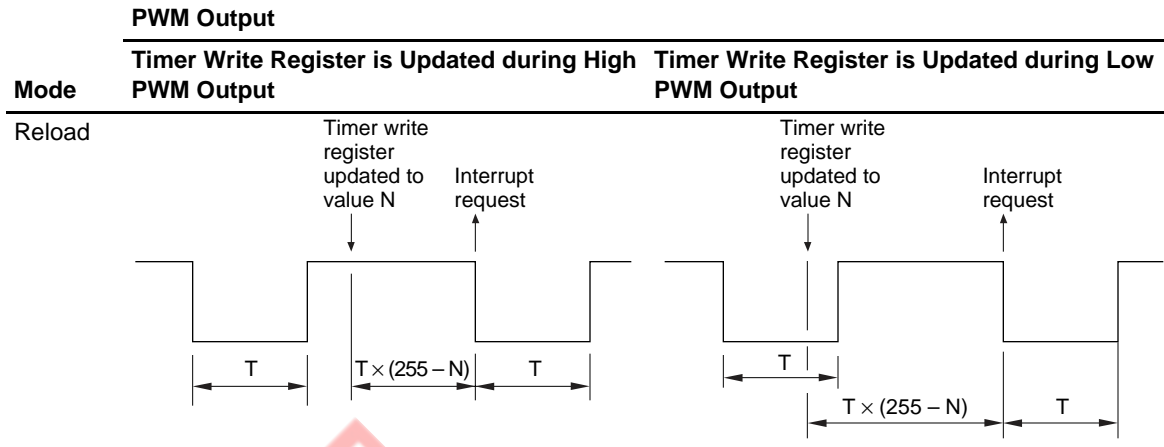 PWM Output
Timer Write Register is Updated during High Timer Write Register is Updated during Low
Mode PWM Output PWM Output
Reload Timer write Timer write
register register
updated to Interrupt updated to Interrupt
value N request value N request
T T × (255 – N) T T
T × (255 – N) T